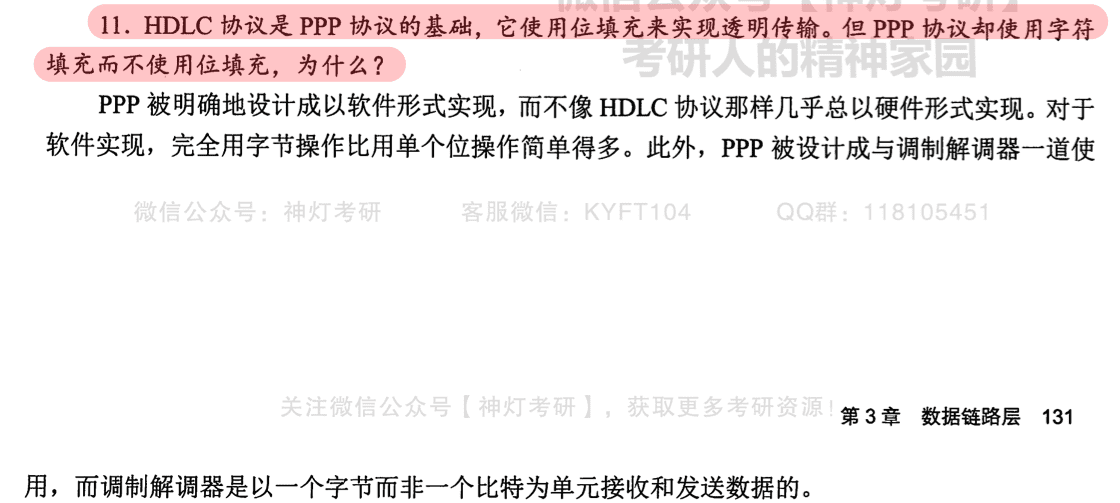 11. HDLC 协议是 PPP 协议的基础，它使用位填充来实现透明传输。但 PPP 协议却使用字符
填充而不使用位填充，为什么？
考研人的精神家园
PPP 被明确地设计成以软件形式实现，而不像 HDLC 协议那样几乎总以硬件形式实现。对于
软件实现，完全用字节操作比用单个位操作简单得多。此外，PPP 被设计成与调制解调器一道使
微信公众号：神灯考研 客服微信：KYFT104 QQ群：118105451
关注微信公众号【神灯考研】，获取更多考研资源！
第 3 章 数据链路层 131
用，而调制解调器是以一个字节而非一个比特为单元接收和发送数据的。